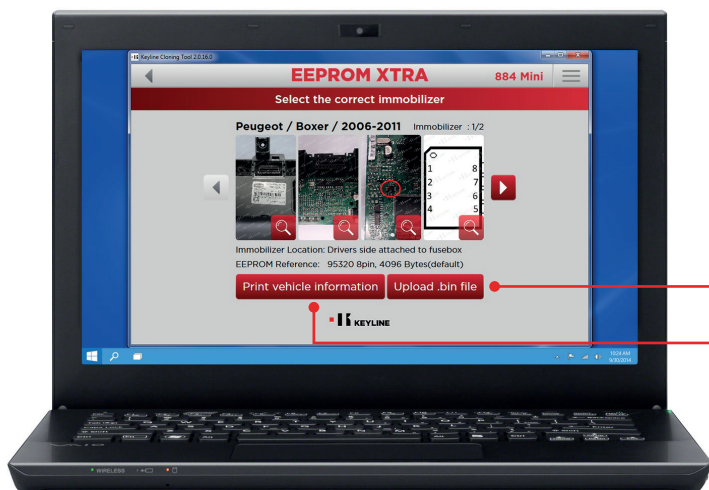 Keyline Cloning Tool 2.0.16.0
EEPROM XTRA
884 Mini
Select the correct immobilizer
Peugeot / Boxer / 2006-2011 Immobilizer : 1/2
1 8
2 7
3 6
4 5
Immobilizer Location: Drivers side attached to fusebox
EEPROM Reference: 95320 8pin, 4096 Bytes(default)
Print vehicle information Upload .bin file
KEYLINE
10:24 AM
9/30/2014
WIRELESS